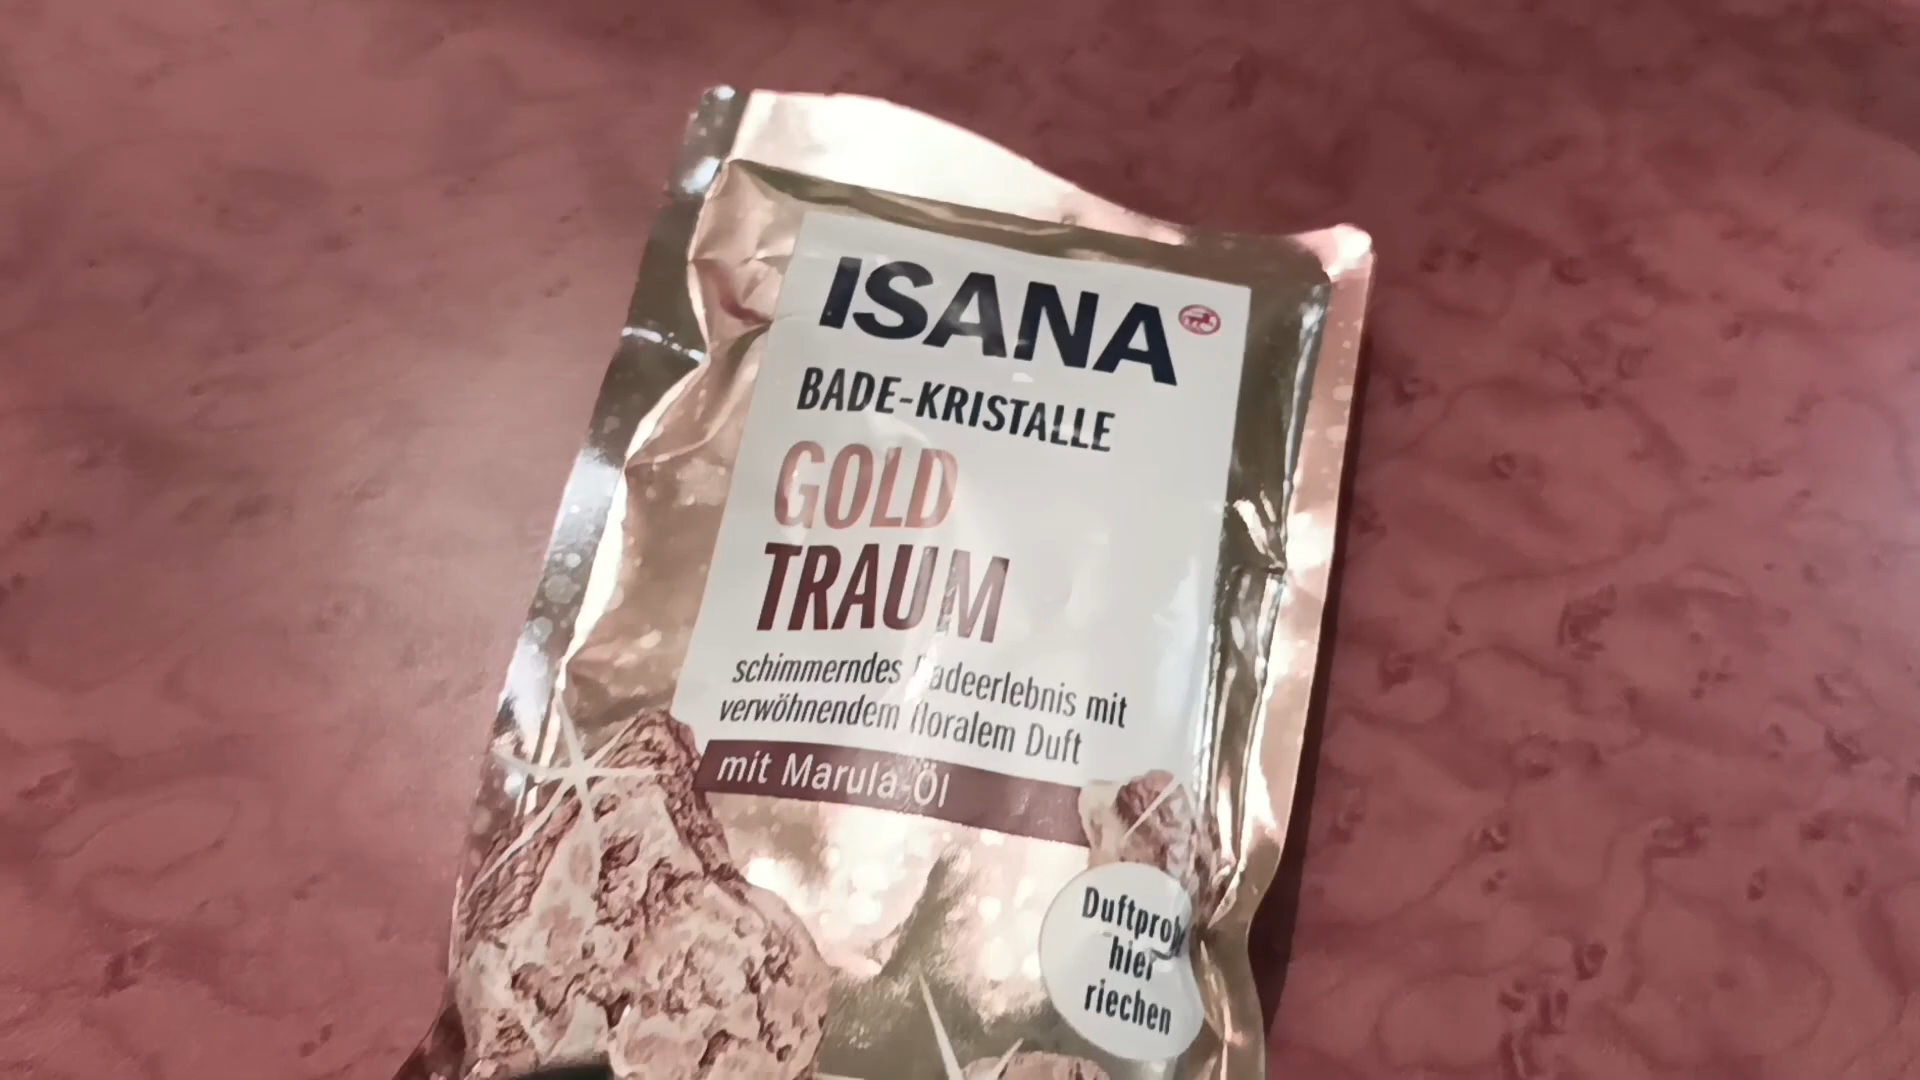 ISANA
BADE-KRISTALLE
GOLD
TRAUM
schimmerndes Badeerlebnis mit
verwöhnendem floralem Duft
mit Marula-Öl
Duftprobe
hier
riechen